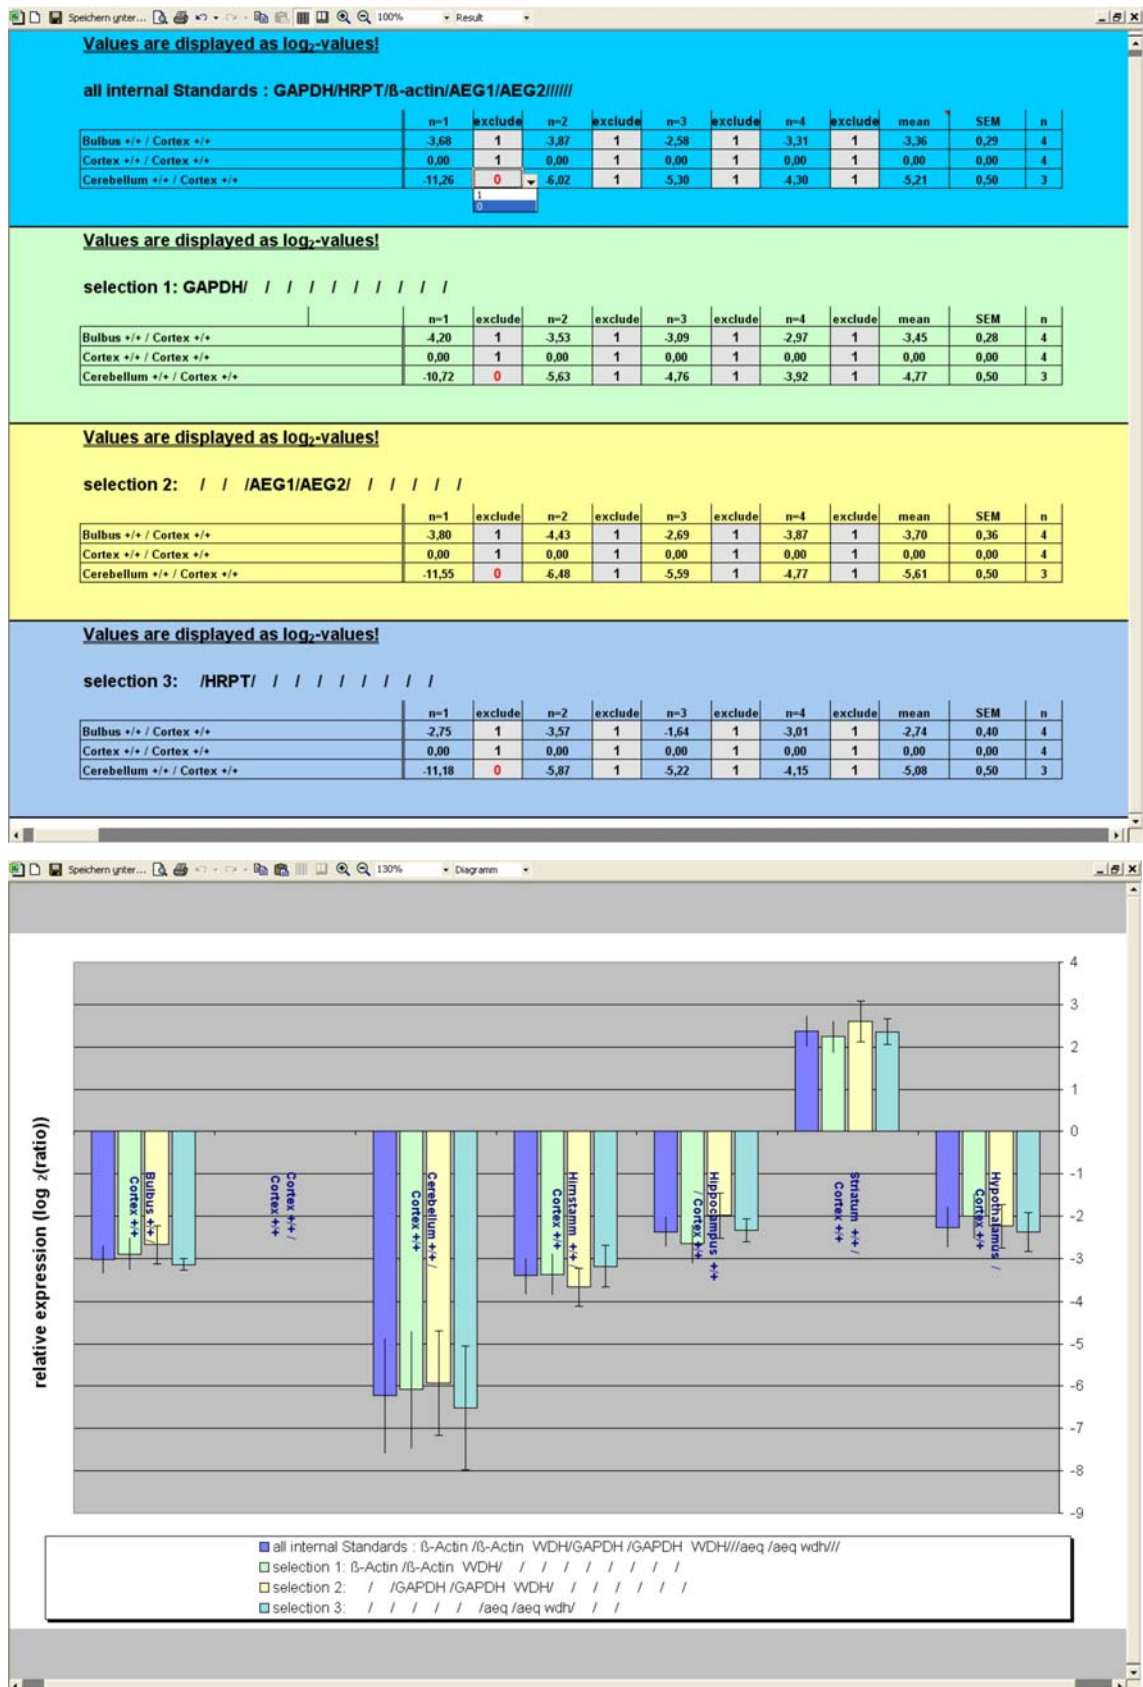 Speichern unter... 100% Result
Values are displayed as log2-values!
all internal Standards : GAPDH/HRPT/ß-actin/AEG1/AEG2//////
n=1 exclude n=2 exclude n=3 exclude n=4 exclude mean SEM n
Bulbus +/+ / Cortex +/+ -3,68 1 -3,87 1 -2,58 1 -3,31 1 -3,36 0,29 4
Cortex +/+ / Cortex +/+ 0,00 1 0,00 1 0,00 1 0,00 1 0,00 0,00 4
Cerebellum +/+ / Cortex +/+ -11,26 0 -6,02 1 -5,30 1 -4,30 1 -5,21 0,50 3
1
0
Values are displayed as log2-values!
selection 1: GAPDH/ / / / / / / / / /
n=1 exclude n=2 exclude n=3 exclude n=4 exclude mean SEM n
Bulbus +/+ / Cortex +/+ -4,20 1 -3,53 1 -3,09 1 -2,97 1 -3,45 0,28 4
Cortex +/+ / Cortex +/+ 0,00 1 0,00 1 0,00 1 0,00 1 0,00 0,00 4
Cerebellum +/+ / Cortex +/+ -10,72 0 -5,63 1 -4,76 1 -3,92 1 -4,77 0,50 3
Values are displayed as log2-values!
selection 2: / / /AEG1/AEG2/ / / / / /
n=1 exclude n=2 exclude n=3 exclude n=4 exclude mean SEM n
Bulbus +/+ / Cortex +/+ -3,80 1 -4,43 1 -2,69 1 -3,87 1 -3,70 0,36 4
Cortex +/+ / Cortex +/+ 0,00 1 0,00 1 0,00 1 0,00 1 0,00 0,00 4
Cerebellum +/+ / Cortex +/+ -11,55 0 -6,48 1 -5,59 1 -4,77 1 -5,61 0,50 3
Values are displayed as log2-values!
selection 3: /HRPT/ / / / / / / / /
n=1 exclude n=2 exclude n=3 exclude n=4 exclude mean SEM n
Bulbus +/+ / Cortex +/+ -2,75 1 -3,57 1 -1,64 1 -3,01 1 -2,74 0,40 4
Cortex +/+ / Cortex +/+ 0,00 1 0,00 1 0,00 1 0,00 1 0,00 0,00 4
Cerebellum +/+ / Cortex +/+ -11,18 0 -5,87 1 -5,22 1 -4,15 1 -5,08 0,50 3
Speichern unter... 130% Diagramm
relative expression (log 2(ratio))
4
3
2
1
0
-1
-2
-3
-4
-5
-6
-7
-8
-9
Bulbus +/+ /
Cortex +/+
Cortex +/+ /
Cortex +/+
Cerebellum +/+ /
Cortex +/+
Hirnstamm +/+ /
Cortex +/+
Hippocampus +/+
/ Cortex +/+
Striatum +/+ /
Cortex +/+
Hypothalamus /
Cortex +/+
all internal Standards : ß-Actin /ß-Actin WDH/GAPDH /GAPDH WDH///aeq /aeq wdh///
selection 1: ß-Actin /ß-Actin WDH/ / / / / / / / /
selection 2: / /GAPDH /GAPDH WDH/ / / / / / /
selection 3: / / / / / /aeq /aeq wdh/ / /